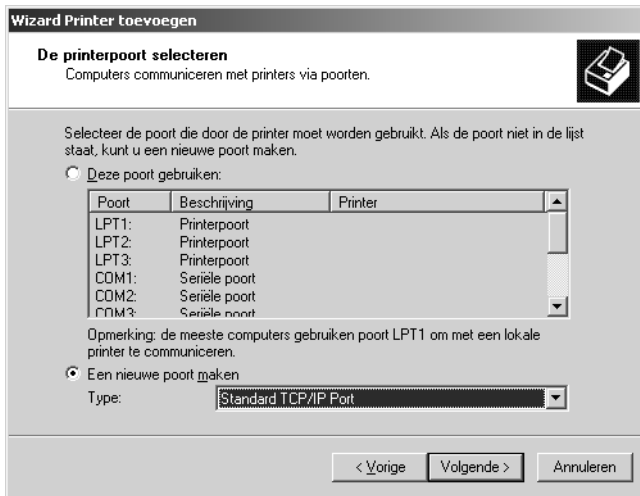 Wizard Printer toevoegen
De printerpoort selecteren
Computers communiceren met printers via poorten.
Selecteer de poort die door de printer moet worden gebruikt. Als de poort niet in de lijst
staat, kunt u een nieuwe poort maken.
Deze poort gebruiken:
Poort Beschrijving Printer
LPT1: Printerpoort
LPT2: Printerpoort
LPT3: Printerpoort
COM1: Seriële poort
COM2: Seriële poort
COM3: Seriële poort
Opmerking: de meeste computers gebruiken poort LPT1 om met een lokale
printer te communiceren.
Een nieuwe poort maken
Type: Standard TCP/IP Port
< Vorige Volgende > Annuleren